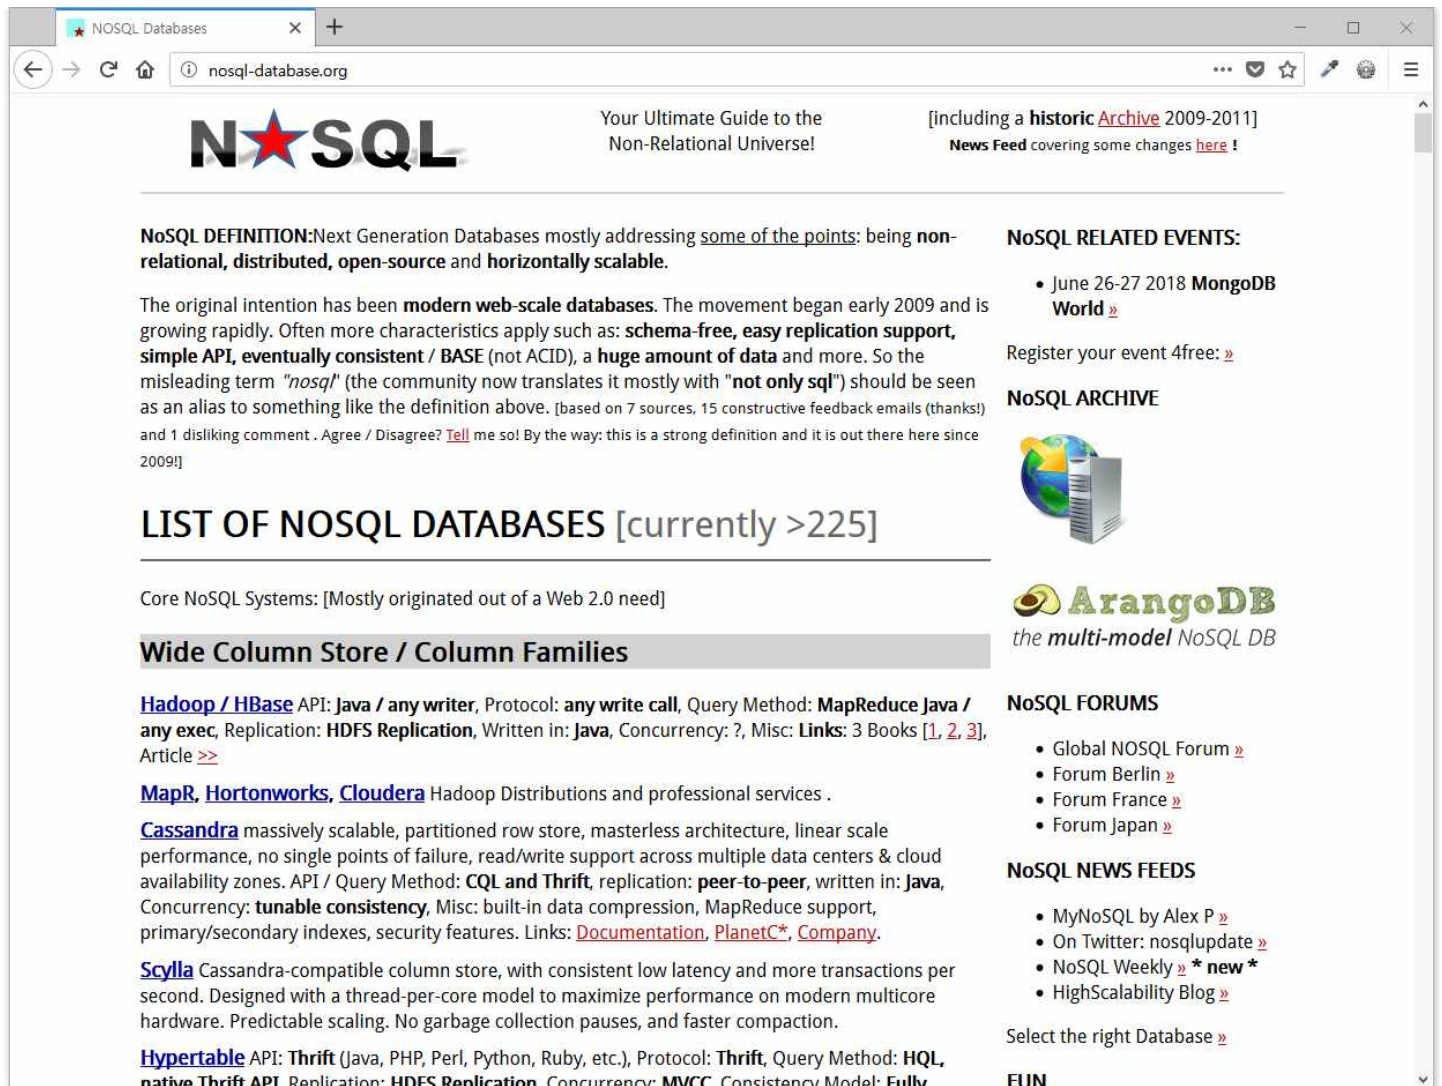 NOSQL Databases
nosql-database.org
N★SQL
Your Ultimate Guide to the
Non-Relational Universe!
[including a historic Archive 2009-2011]
News Feed covering some changes here !
NoSQL DEFINITION:Next Generation Databases mostly addressing some of the points: being non-
relational, distributed, open-source and horizontally scalable.
The original intention has been modern web-scale databases. The movement began early 2009 and is
growing rapidly. Often more characteristics apply such as: schema-free, easy replication support,
simple API, eventually consistent / BASE (not ACID), a huge amount of data and more. So the
misleading term "nosql" (the community now translates it mostly with "not only sql") should be seen
as an alias to something like the definition above. [based on 7 sources, 15 constructive feedback emails (thanks!)
and 1 disliking comment . Agree / Disagree? Tell me so! By the way: this is a strong definition and it is out there here since
2009!]
LIST OF NOSQL DATABASES [currently >225]
Core NoSQL Systems: [Mostly originated out of a Web 2.0 need]
Wide Column Store / Column Families
Hadoop / HBase API: Java / any writer, Protocol: any write call, Query Method: MapReduce Java /
any exec, Replication: HDFS Replication, Written in: Java, Concurrency: ?, Misc: Links: 3 Books [1, 2, 3],
Article >>
MapR, Hortonworks, Cloudera Hadoop Distributions and professional services .
Cassandra massively scalable, partitioned row store, masterless architecture, linear scale
performance, no single points of failure, read/write support across multiple data centers & cloud
availability zones. API / Query Method: CQL and Thrift, replication: peer-to-peer, written in: Java,
Concurrency: tunable consistency, Misc: built-in data compression, MapReduce support,
primary/secondary indexes, security features. Links: Documentation, PlanetC*, Company.
Scylla Cassandra-compatible column store, with consistent low latency and more transactions per
second. Designed with a thread-per-core model to maximize performance on modern multicore
hardware. Predictable scaling. No garbage collection pauses, and faster compaction.
Hypertable API: Thrift (Java, PHP, Perl, Python, Ruby, etc.), Protocol: Thrift, Query Method: HQL,
native Thrift API, Replication: HDFS Replication, Concurrency: MVCC, Consistency Model: Fully
NoSQL RELATED EVENTS:
• June 26-27 2018 MongoDB
World »
Register your event 4free: »
NoSQL ARCHIVE
ArangoDB
the multi-model NoSQL DB
NoSQL FORUMS
• Global NOSQL Forum »
• Forum Berlin »
• Forum France »
• Forum Japan »
NoSQL NEWS FEEDS
• MyNoSQL by Alex P »
• On Twitter: nosqlupdate »
• NoSQL Weekly » * new *
• HighScalability Blog »
Select the right Database »
FUN